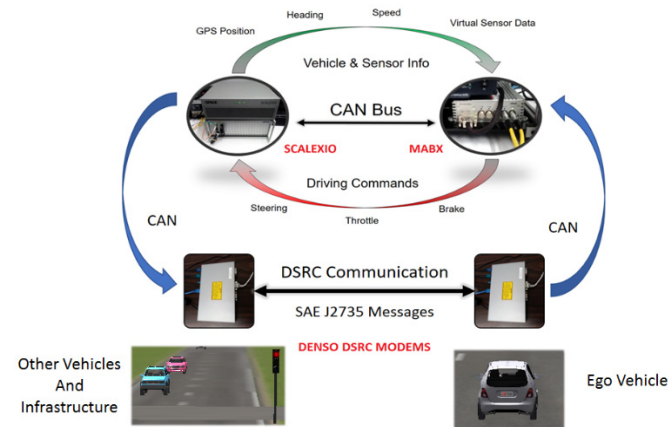 Heading
Speed
GPS Position
Virtual Sensor Data
Vehicle & Sensor Info
CAN Bus
SCALEXIO
MABX
Driving Commands
Steering
Brake
Throttle
CAN
CAN
DSRC Communication
SAE J2735 Messages
DENSO DSRC MODEMS
Other Vehicles
And
Infrastructure
Ego Vehicle